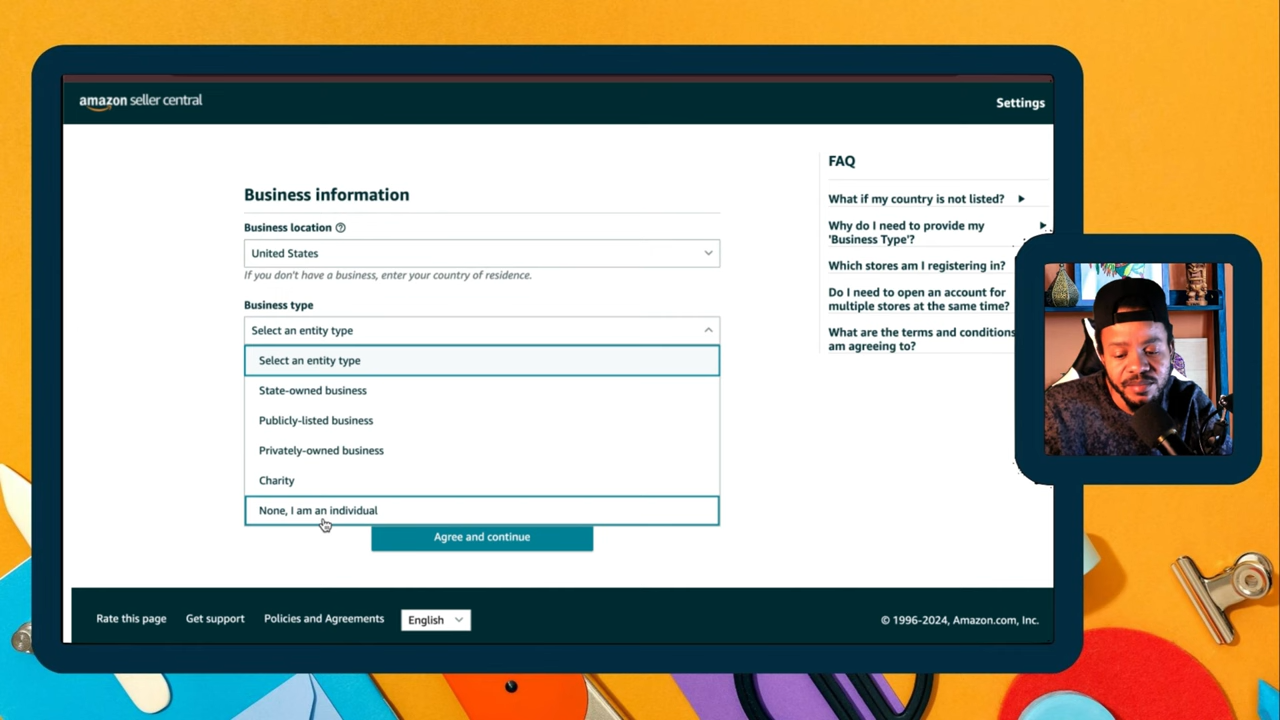 amazon seller central
Settings
Business information
Business location
United States
If you don't have a business, enter your country of residence.
Business type
Select an entity type
Select an entity type
State-owned business
Publicly-listed business
Privately-owned business
Charity
None, I am an individual
Agree and continue
FAQ
What if my country is not listed?
Why do I need to provide my
'Business Type'?
Which stores am I registering in?
Do I need to open an account for
multiple stores at the same time?
What are the terms and conditions
am agreeing to?
Rate this page
Get support
Policies and Agreements
English
© 1996-2024, Amazon.com, Inc.